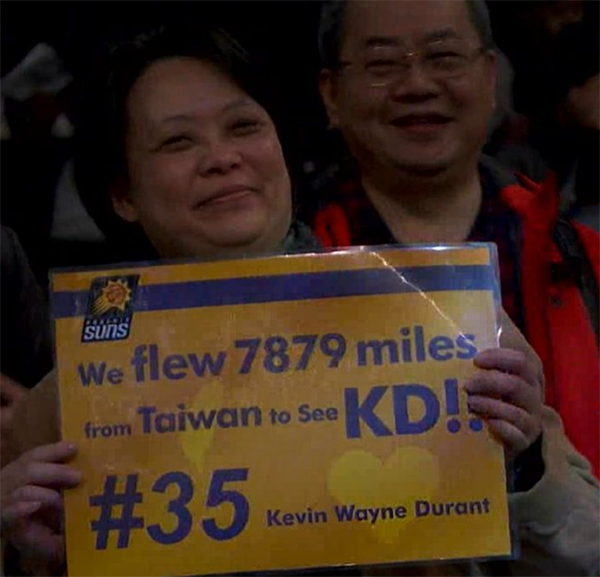 PHOENIX
SUNS
We flew 7879 miles
from Taiwan to See KD!!
#35 Kevin Wayne Durant